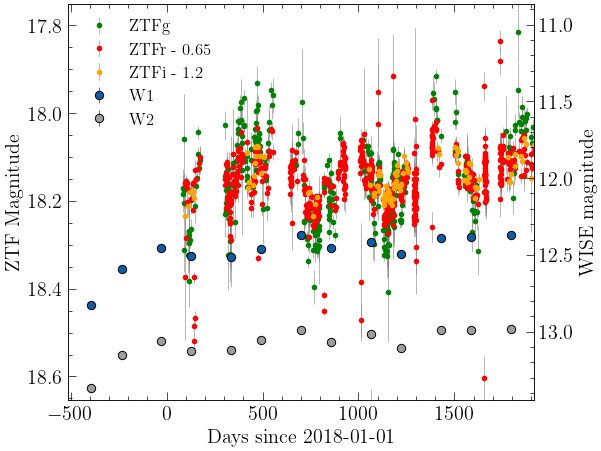 ZTFg
ZTFr - 0.65
ZTFi - 1.2
W1
W2
17.8
18.0
18.2
18.4
18.6
ZTF Magnitude
11.0
11.5
12.0
12.5
13.0
WISE magnitude
−500
0
500
1000
1500
Days since 2018-01-01